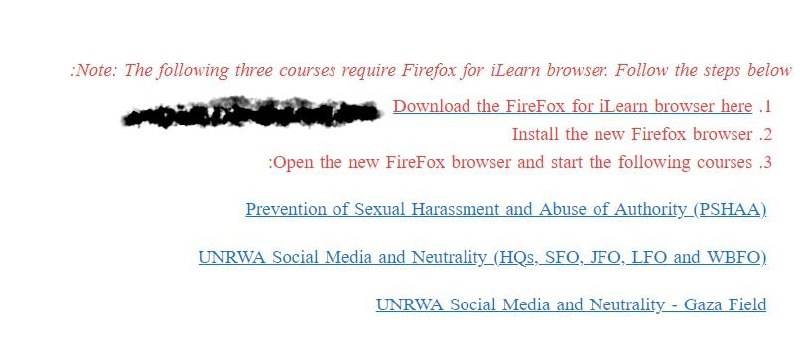 :Note: The following three courses require Firefox for iLearn browser. Follow the steps below
Download the FireFox for iLearn browser here .1
Install the new Firefox browser .2
:Open the new FireFox browser and start the following courses .3
Prevention of Sexual Harassment and Abuse of Authority (PSHAA)
UNRWA Social Media and Neutrality (HQs, SFO, JFO, LFO and WBFO)
UNRWA Social Media and Neutrality - Gaza Field